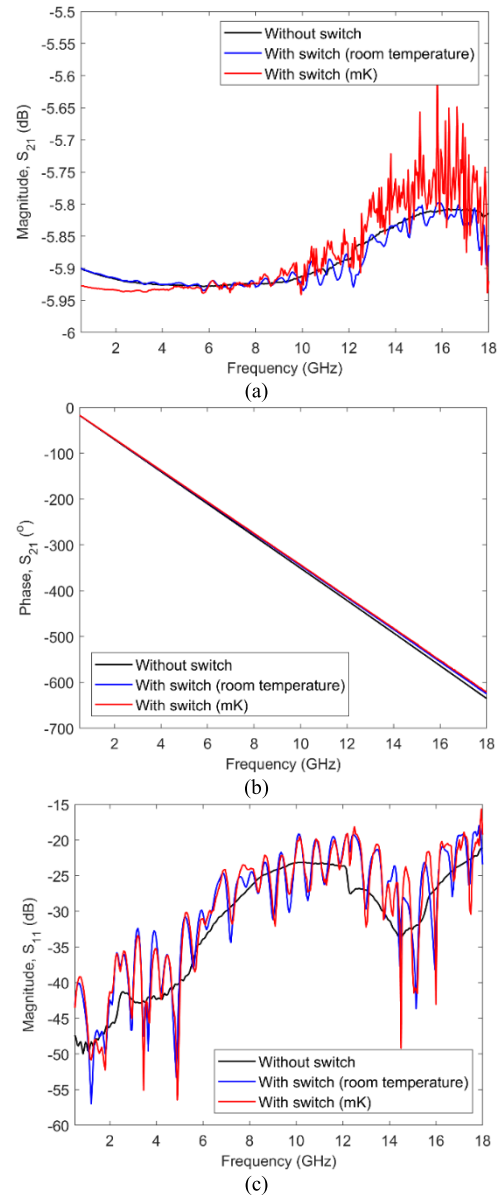 -5.5
-5.55
-5.6
-5.65
-5.7
-5.75
-5.8
-5.85
-5.9
-5.95
-6
Magnitude, S21 (dB)
Without switch
With switch (room temperature)
With switch (mK)
2 4 6 8 10 12 14 16 18
Frequency (GHz)
(a)
0
-100
-200
-300
-400
-500
-600
-700
Phase, S21 (o)
Without switch
With switch (room temperature)
With switch (mK)
2 4 6 8 10 12 14 16 18
Frequency (GHz)
(b)
-15
-20
-25
-30
-35
-40
-45
-50
-55
-60
Magnitude, S11 (dB)
Without switch
With switch (room temperature)
With switch (mK)
2 4 6 8 10 12 14 16 18
Frequency (GHz)
(c)